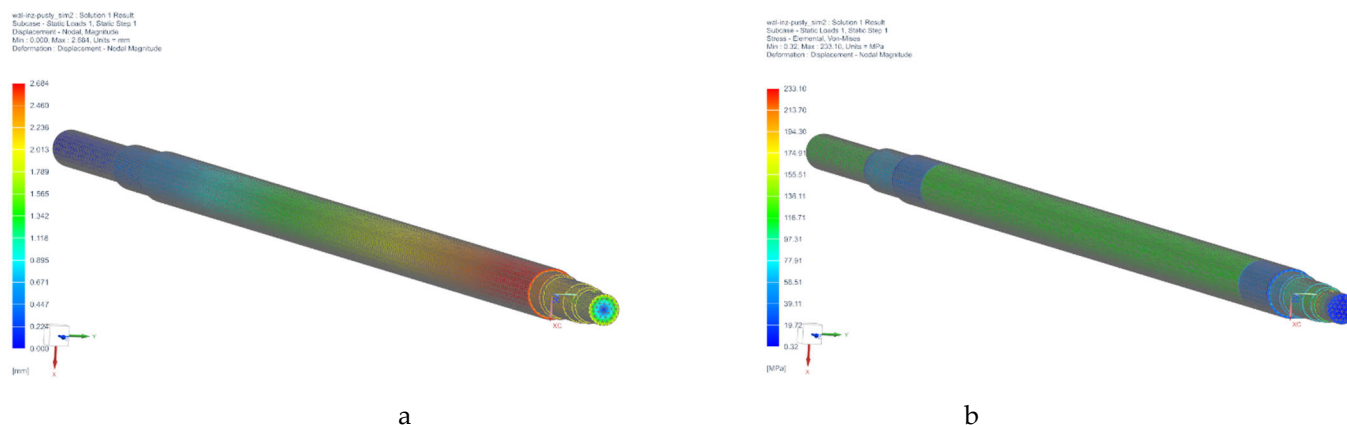 wal-inz-pusty_sim2 : Solution 1 Result
Subcase - Static Loads 1, Static Step 1
Displacement - Nodal, Magnitude
Min : 0.000, Max : 2.684, Units = mm
Deformation : Displacement - Nodal Magnitude
2.684
2.460
2.236
2.013
1.789
1.565
1.342
1.118
0.895
0.671
0.447
0.224
0.000
[mm]
Y
X
XC
a
wal-inz-pusty_sim2 : Solution 1 Result
Subcase - Static Loads 1, Static Step 1
Stress - Elemental, Von-Mises
Min : 0.32, Max : 233.10, Units = MPa
Deformation : Displacement - Nodal Magnitude
233.10
213.70
194.30
174.91
155.51
136.11
116.71
97.31
77.91
58.51
39.11
19.72
0.32
[MPa]
Y
X
XC
b